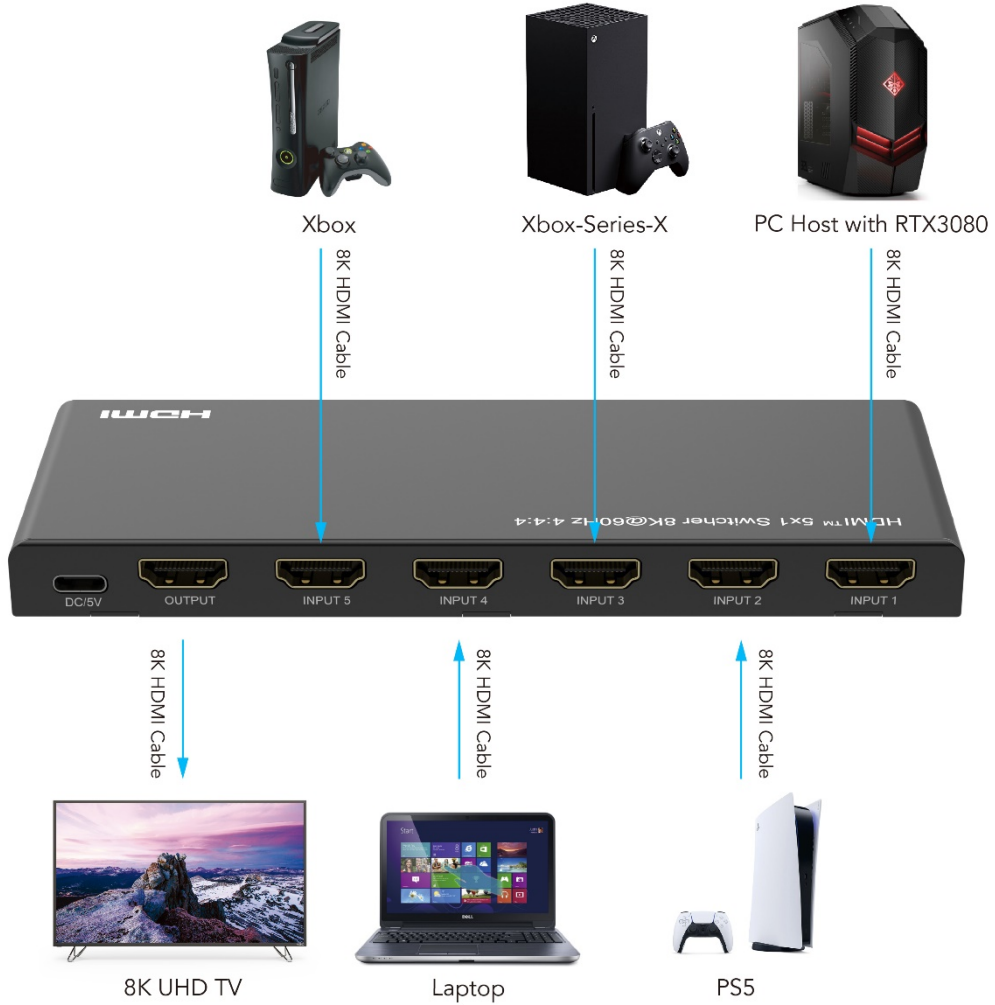 Xbox
Xbox-Series-X
PC Host with RTX3080
8K HDMI Cable
8K HDMI Cable
8K HDMI Cable
HDMI
HDMI™ 5x1 Switcher 8K@60Hz 4:4:4
DC/5V
OUTPUT
INPUT 5
INPUT 4
INPUT 3
INPUT 2
INPUT 1
8K HDMI Cable
8K HDMI Cable
8K HDMI Cable
Start
DELL
8K UHD TV
Laptop
PS5